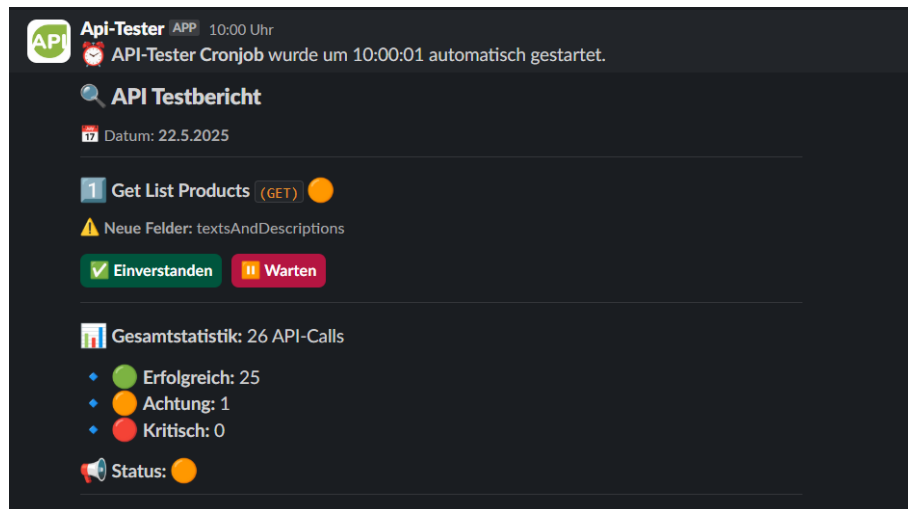 API
Api-Tester APP 10:00 Uhr
⏰ API-Tester Cronjob wurde um 10:00:01 automatisch gestartet.
🔍 API Testbericht
📅 Datum: 22.5.2025
1️⃣ Get List Products (GET) 🟠
⚠️ Neue Felder: textsAndDescriptions
✅ Einverstanden ⏸️ Warten
📊 Gesamtstatistik: 26 API-Calls
🔹 🟢 Erfolgreich: 25
🔹 🟠 Achtung: 1
🔹 🔴 Kritisch: 0
📢 Status: 🟠